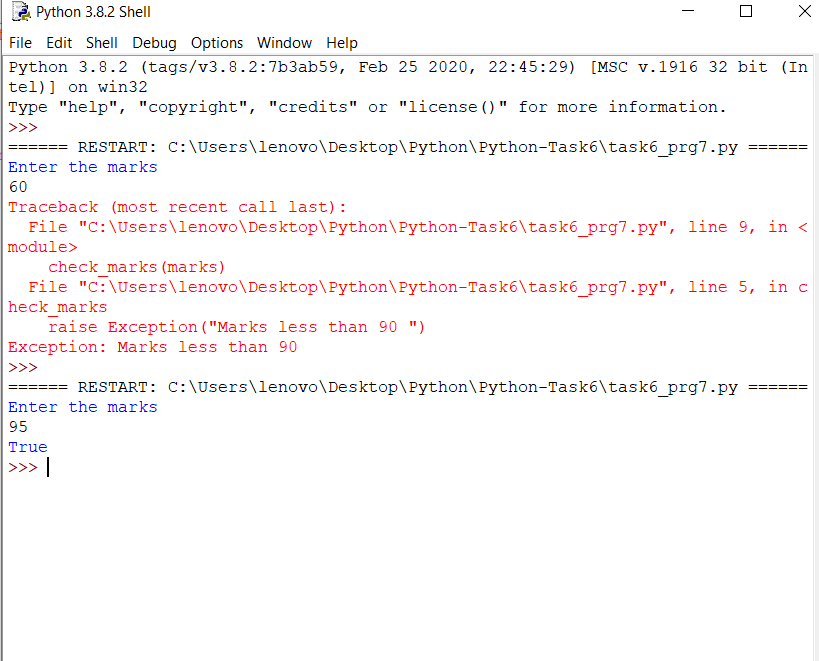 Python 3.8.2 Shell
File Edit Shell Debug Options Window Help
Python 3.8.2 (tags/v3.8.2:7b3ab59, Feb 25 2020, 22:45:29) [MSC v.1916 32 bit (In
tel)] on win32
Type "help", "copyright", "credits" or "license()" for more information.
>>>
====== RESTART: C:\Users\lenovo\Desktop\Python\Python-Task6\task6_prg7.py ======
Enter the marks
60
Traceback (most recent call last):
  File "C:\Users\lenovo\Desktop\Python\Python-Task6\task6_prg7.py", line 9, in <
module>
    check_marks(marks)
  File "C:\Users\lenovo\Desktop\Python\Python-Task6\task6_prg7.py", line 5, in c
heck_marks
    raise Exception("Marks less than 90 ")
Exception: Marks less than 90
>>>
====== RESTART: C:\Users\lenovo\Desktop\Python\Python-Task6\task6_prg7.py ======
Enter the marks
95
True
>>>